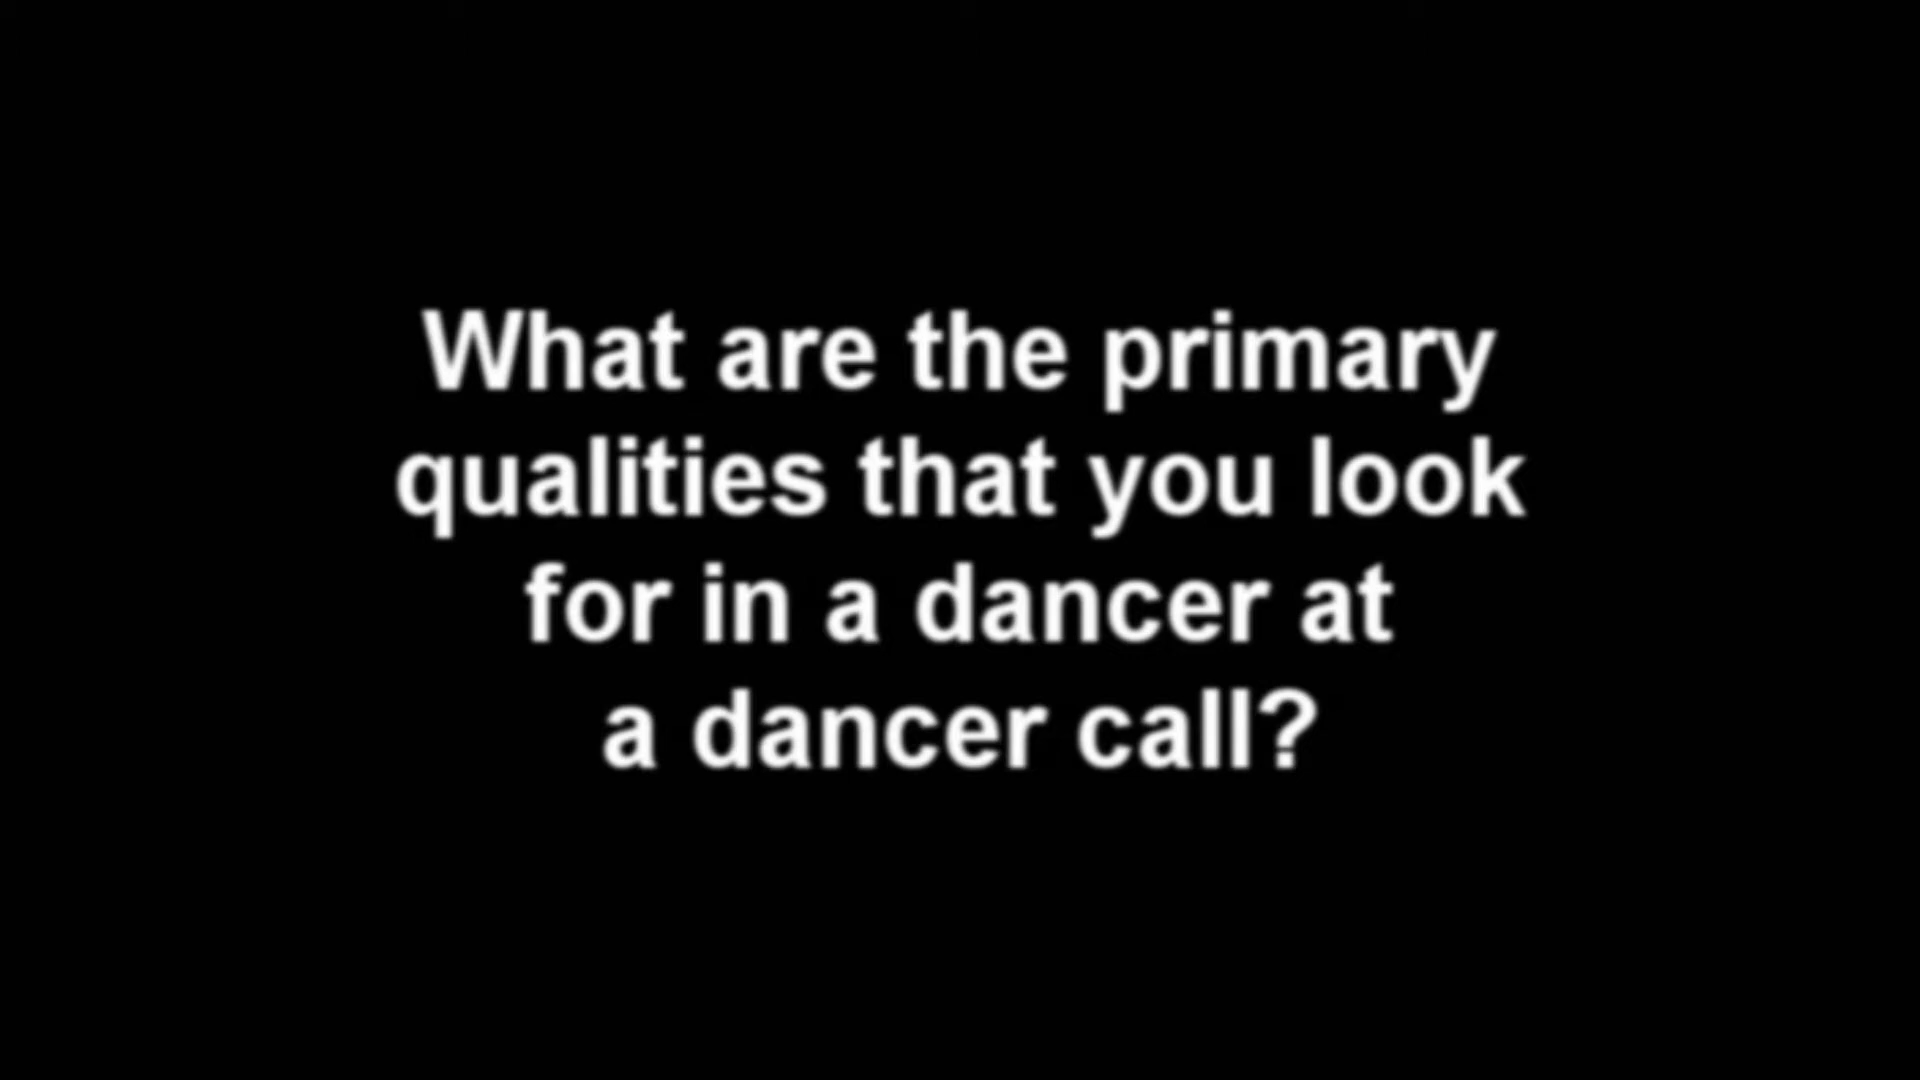 What are the primary
qualities that you look
for in a dancer at
a dancer call?